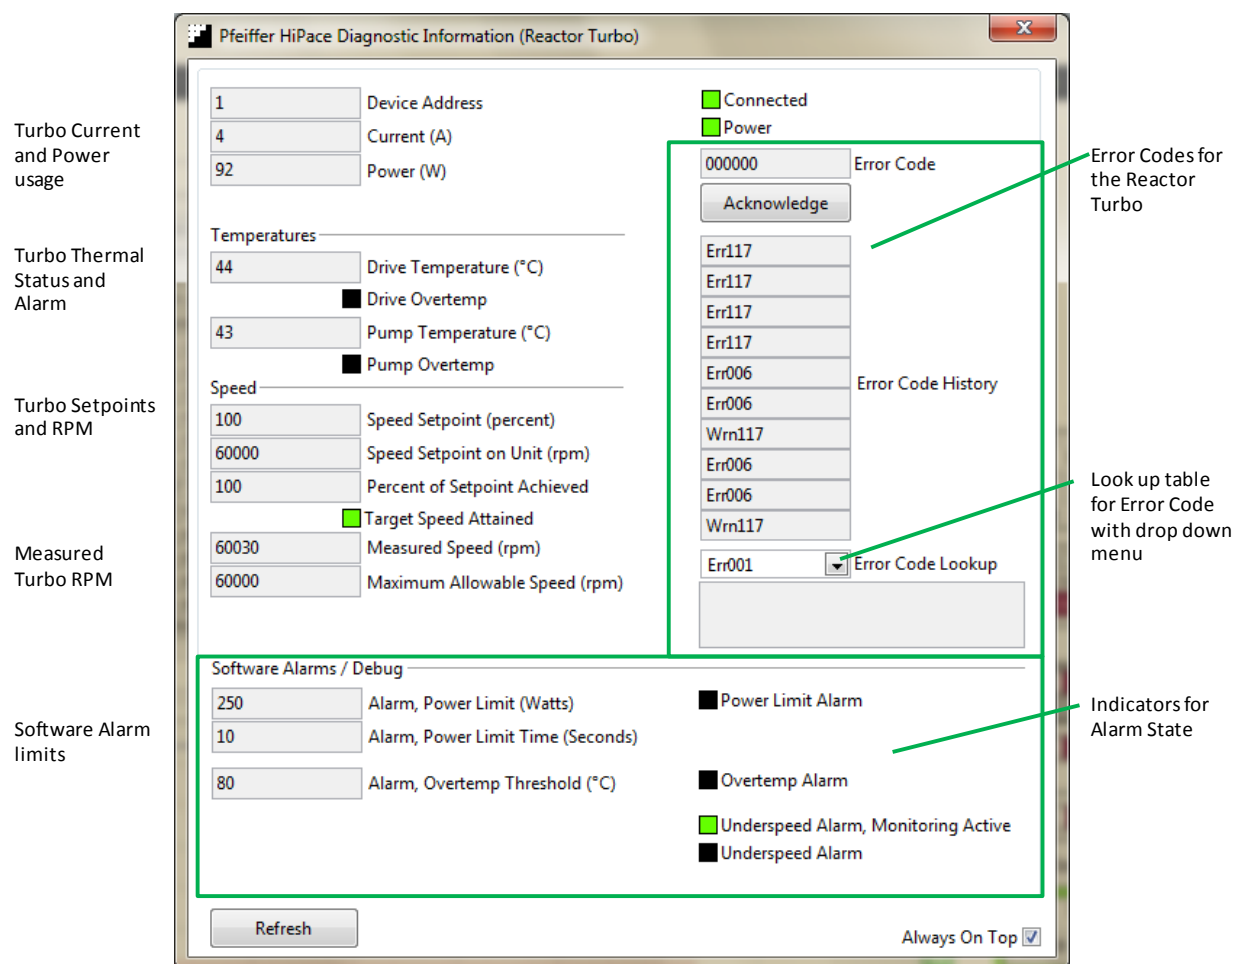 Pfeiffer HiPace Diagnostic Information (Reactor Turbo)
Turbo Current
and Power
usage
1 Device Address
4 Current (A)
92 Power (W)
Connected
Power
000000 Error Code
Acknowledge
Error Codes for
the Reactor
Turbo
Turbo Thermal
Status and
Alarm
Temperatures
44 Drive Temperature (°C)
Drive Overtemp
43 Pump Temperature (°C)
Pump Overtemp
Err117
Err117
Err117
Err117
Err006
Err006
Wrn117
Err006
Err006
Wrn117
Error Code History
Turbo Setpoints
and RPM
Speed
100 Speed Setpoint (percent)
60000 Speed Setpoint on Unit (rpm)
100 Percent of Setpoint Achieved
Target Speed Attained
Measured
Turbo RPM
60030 Measured Speed (rpm)
60000 Maximum Allowable Speed (rpm)
Err001 Error Code Lookup
Look up table
for Error Code
with drop down
menu
Software Alarm
limits
Software Alarms / Debug
250 Alarm, Power Limit (Watts)
10 Alarm, Power Limit Time (Seconds)
80 Alarm, Overtemp Threshold (°C)
Power Limit Alarm
Overtemp Alarm
Underspeed Alarm, Monitoring Active
Underspeed Alarm
Indicators for
Alarm State
Refresh
Always On Top